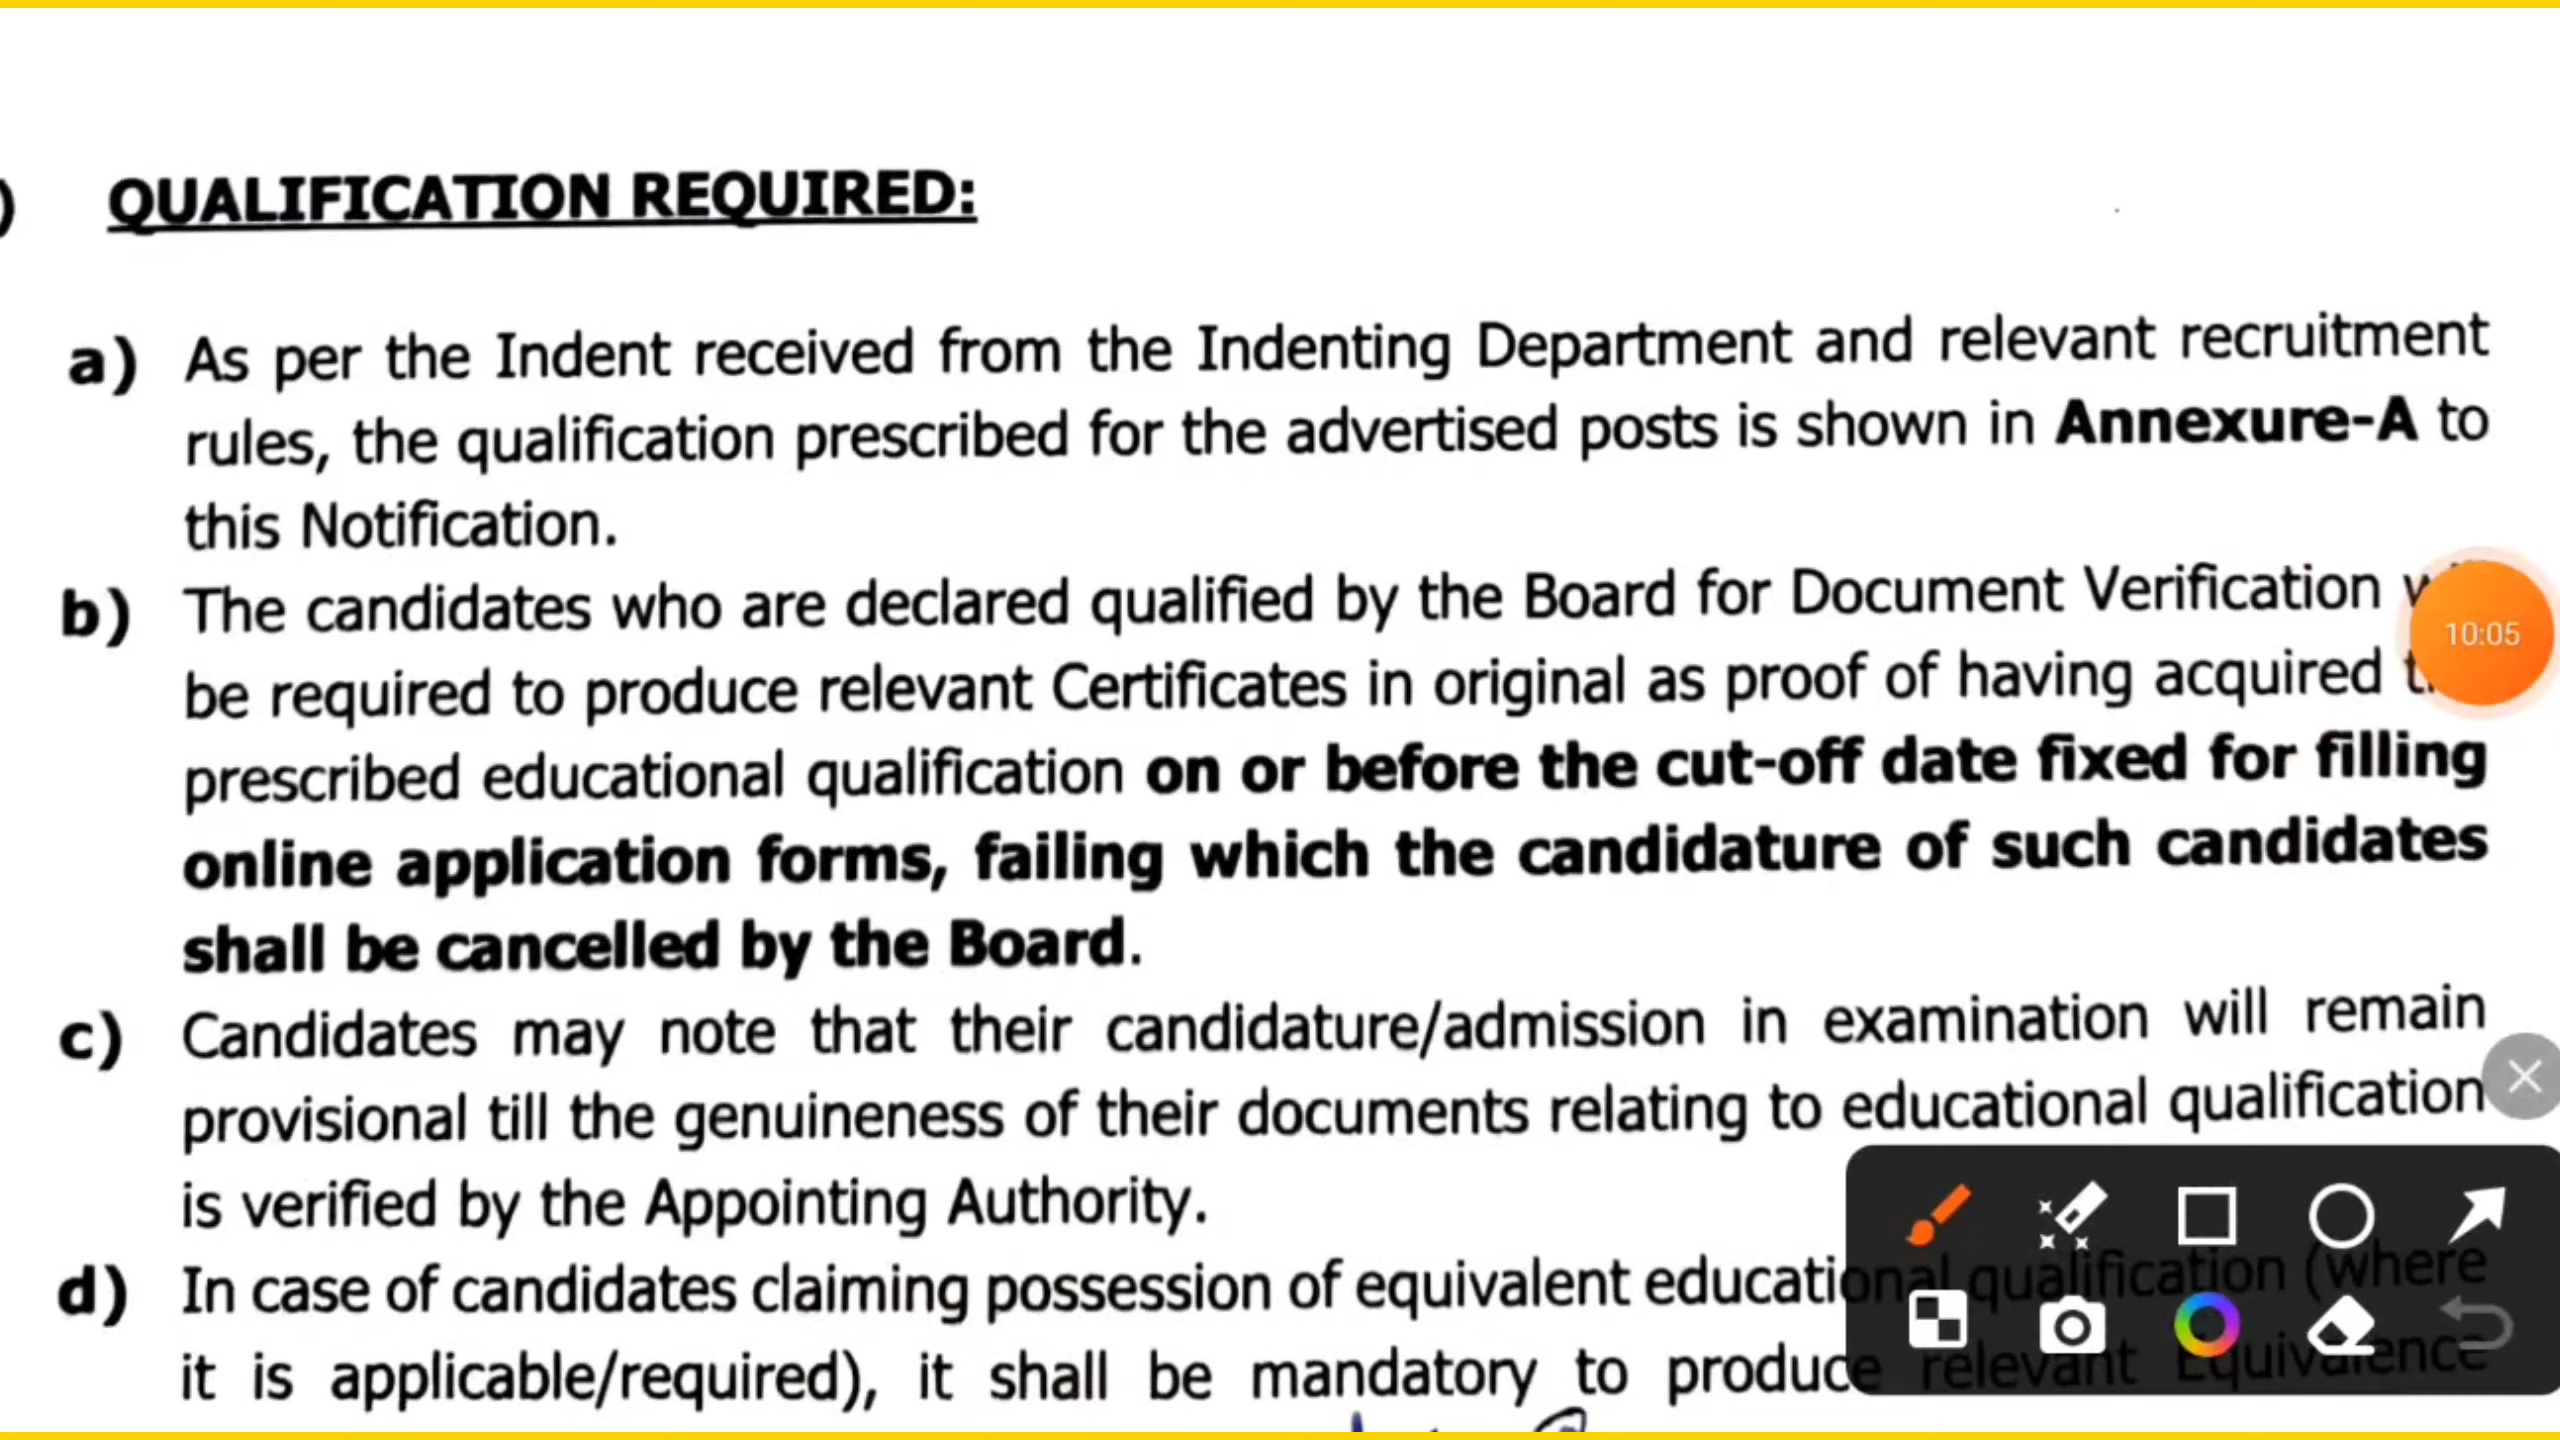 )
QUALIFICATION REQUIRED:
a) As per the Indent received from the Indenting Department and relevant recruitment
rules, the qualification prescribed for the advertised posts is shown in Annexure-A to
this Notification.
b) The candidates who are declared qualified by the Board for Document Verification
10:05
be required to produce relevant Certificates in original as proof of having acquired
prescribed educational qualification on or before the cut-off date fixed for filling
online application forms, failing which the candidature of such candidates
shall be cancelled by the Board.
c) Candidates may note that their candidature/admission in examination will remain
provisional till the genuineness of their documents relating to educational qualification
is verified by the Appointing Authority.
d) In case of candidates claiming possession of equivalent educational qualification (where
it is applicable/required), it shall be mandatory to produce relevant Equivalence